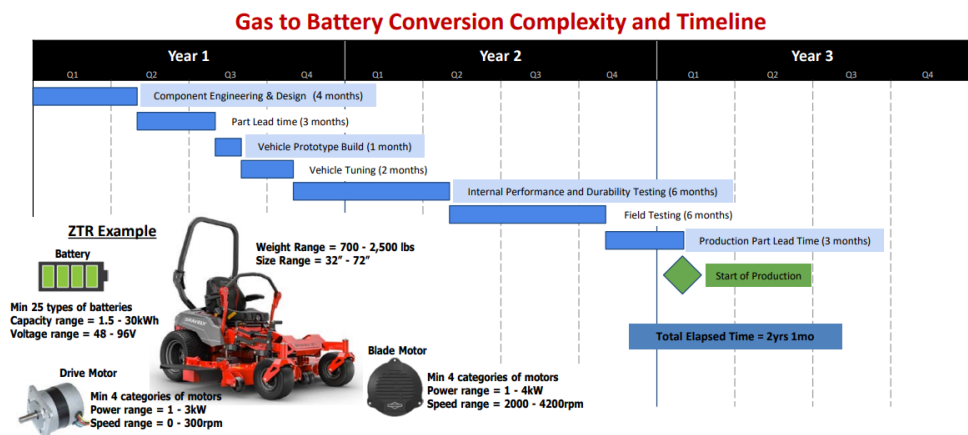 Gas to Battery Conversion Complexity and Timeline
Year 1 Year 2 Year 3
Q1 Q2 Q3 Q4 Q1 Q2 Q3 Q4 Q1 Q2 Q3 Q4
Component Engineering & Design (4 months)
Part Lead time (3 months)
Vehicle Prototype Build (1 month)
Vehicle Tuning (2 months)
Internal Performance and Durability Testing (6 months)
Field Testing (6 months)
Production Part Lead Time (3 months)
Start of Production
Total Elapsed Time = 2yrs 1mo
ZTR Example
Weight Range = 700 - 2,500 lbs
Size Range = 32” - 72”
Battery
Min 25 types of batteries
Capacity range = 1.5 - 30kWh
Voltage range = 48 - 96V
Drive Motor
Min 4 categories of motors
Power range = 1 - 3kW
Speed range = 0 - 300rpm
Blade Motor
Min 4 categories of motors
Power range = 1 - 4kW
Speed range = 2000 - 4200rpm